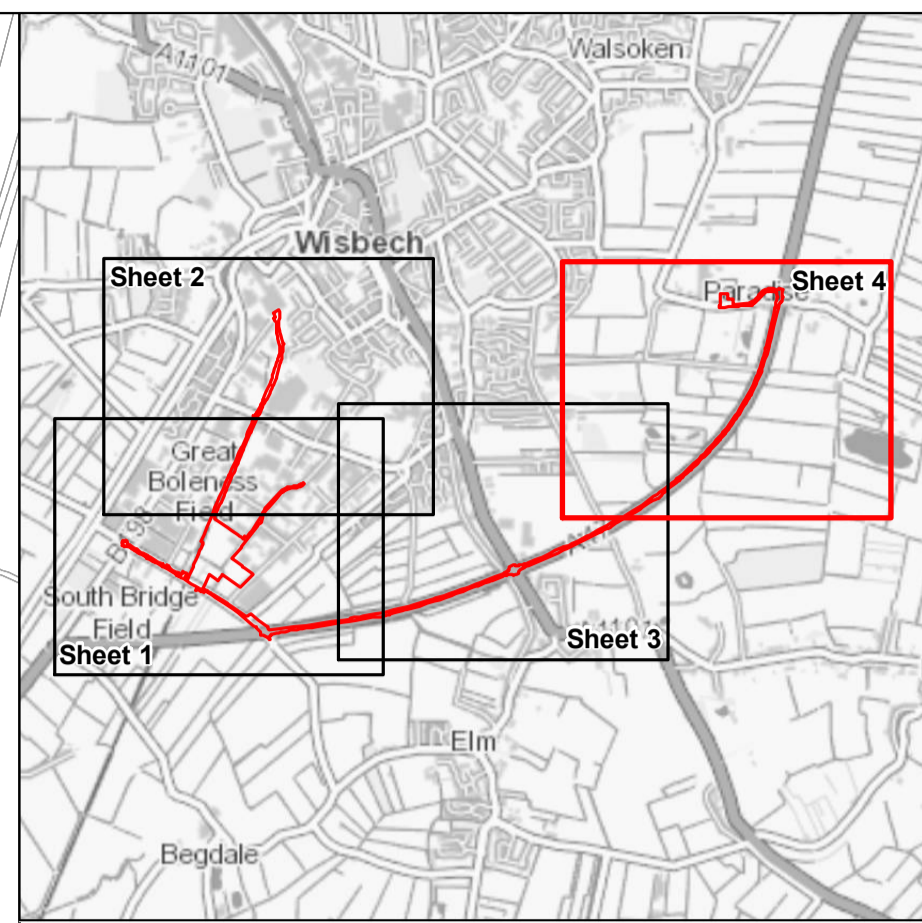 A1101
Walsoken
Wisbech
Sheet 2
Paradise
Sheet 4
Great
Boleness
Field
South Bridge
Field
Sheet 1
Sheet 3
Elm
Begdale